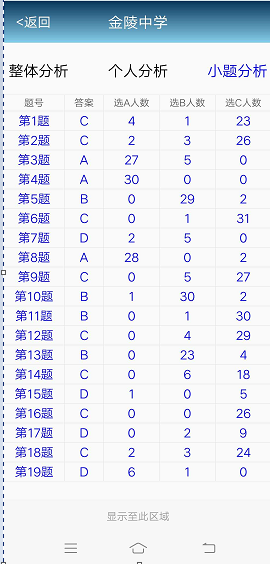 <返回 金陵中学
整体分析 个人分析 小题分析
题号 答案 选A人数 选B人数 选C人数
第1题 C 4 1 23
第2题 C 2 3 26
第3题 A 27 5 0
第4题 A 30 0 0
第5题 B 0 29 2
第6题 C 0 1 31
第7题 D 2 5 0
第8题 A 28 0 2
第9题 C 0 5 27
第10题 B 1 30 2
第11题 B 0 1 30
第12题 C 0 4 29
第13题 B 0 23 4
第14题 C 0 6 18
第15题 D 1 0 5
第16题 C 0 0 26
第17题 D 0 2 9
第18题 C 2 3 24
第19题 D 6 1 0
显示至此区域